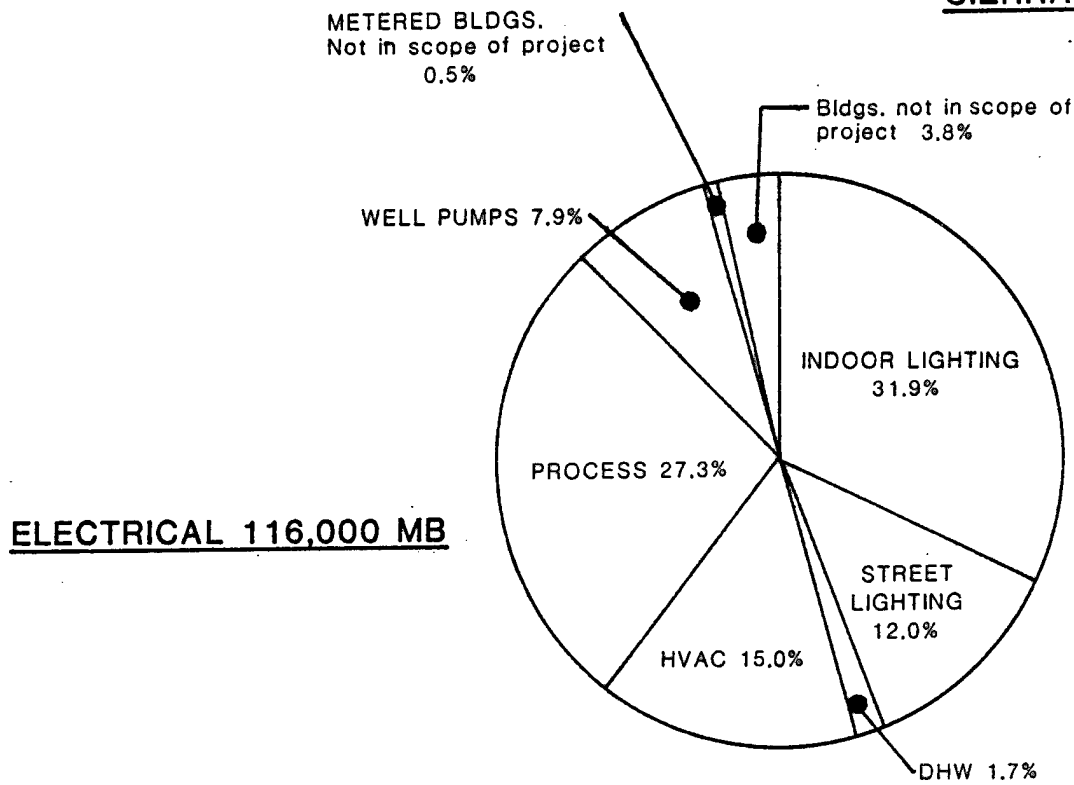 METERED BLDGS.
Not in scope of project
0.5%
Bldgs. not in scope of
project 3.8%
WELL PUMPS 7.9%
INDOOR LIGHTING
31.9%
PROCESS 27.3%
ELECTRICAL 116,000 MB
STREET
LIGHTING
12.0%
HVAC 15.0%
DHW 1.7%